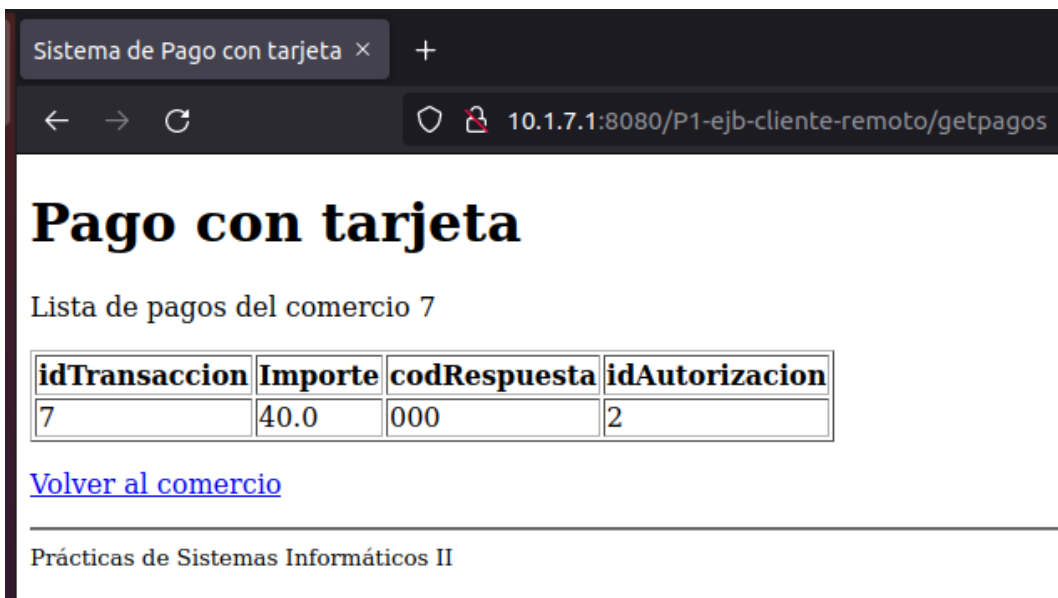 Sistema de Pago con tarjeta × +
10.1.7.1:8080/P1-ejb-cliente-remoto/getpagos
Pago con tarjeta
Lista de pagos del comercio 7
idTransaccion Importe codRespuesta idAutorizacion
7 40.0 000 2
Volver al comercio
Prácticas de Sistemas Informáticos II